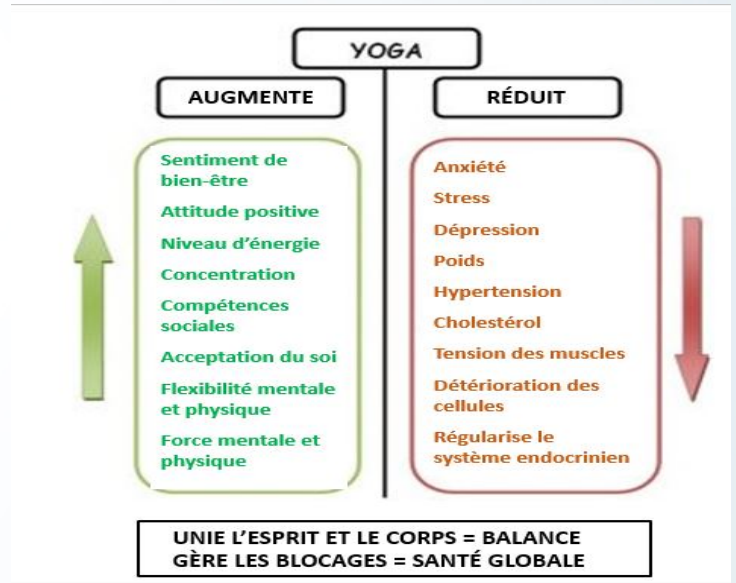 YOGA
AUGMENTE
Sentiment de
bien-être
Attitude positive
Niveau d'énergie
Concentration
Compétences
sociales
Acceptation du soi
Flexibilité mentale
et physique
Force mentale et
physique
RÉDUIT
Anxiété
Stress
Dépression
Poids
Hypertension
Cholestérol
Tension des muscles
Détérioration des
cellules
Régularise le
système endocrinien
UNIE L'ESPRIT ET LE CORPS = BALANCE
GÈRE LES BLOCAGES = SANTÉ GLOBALE